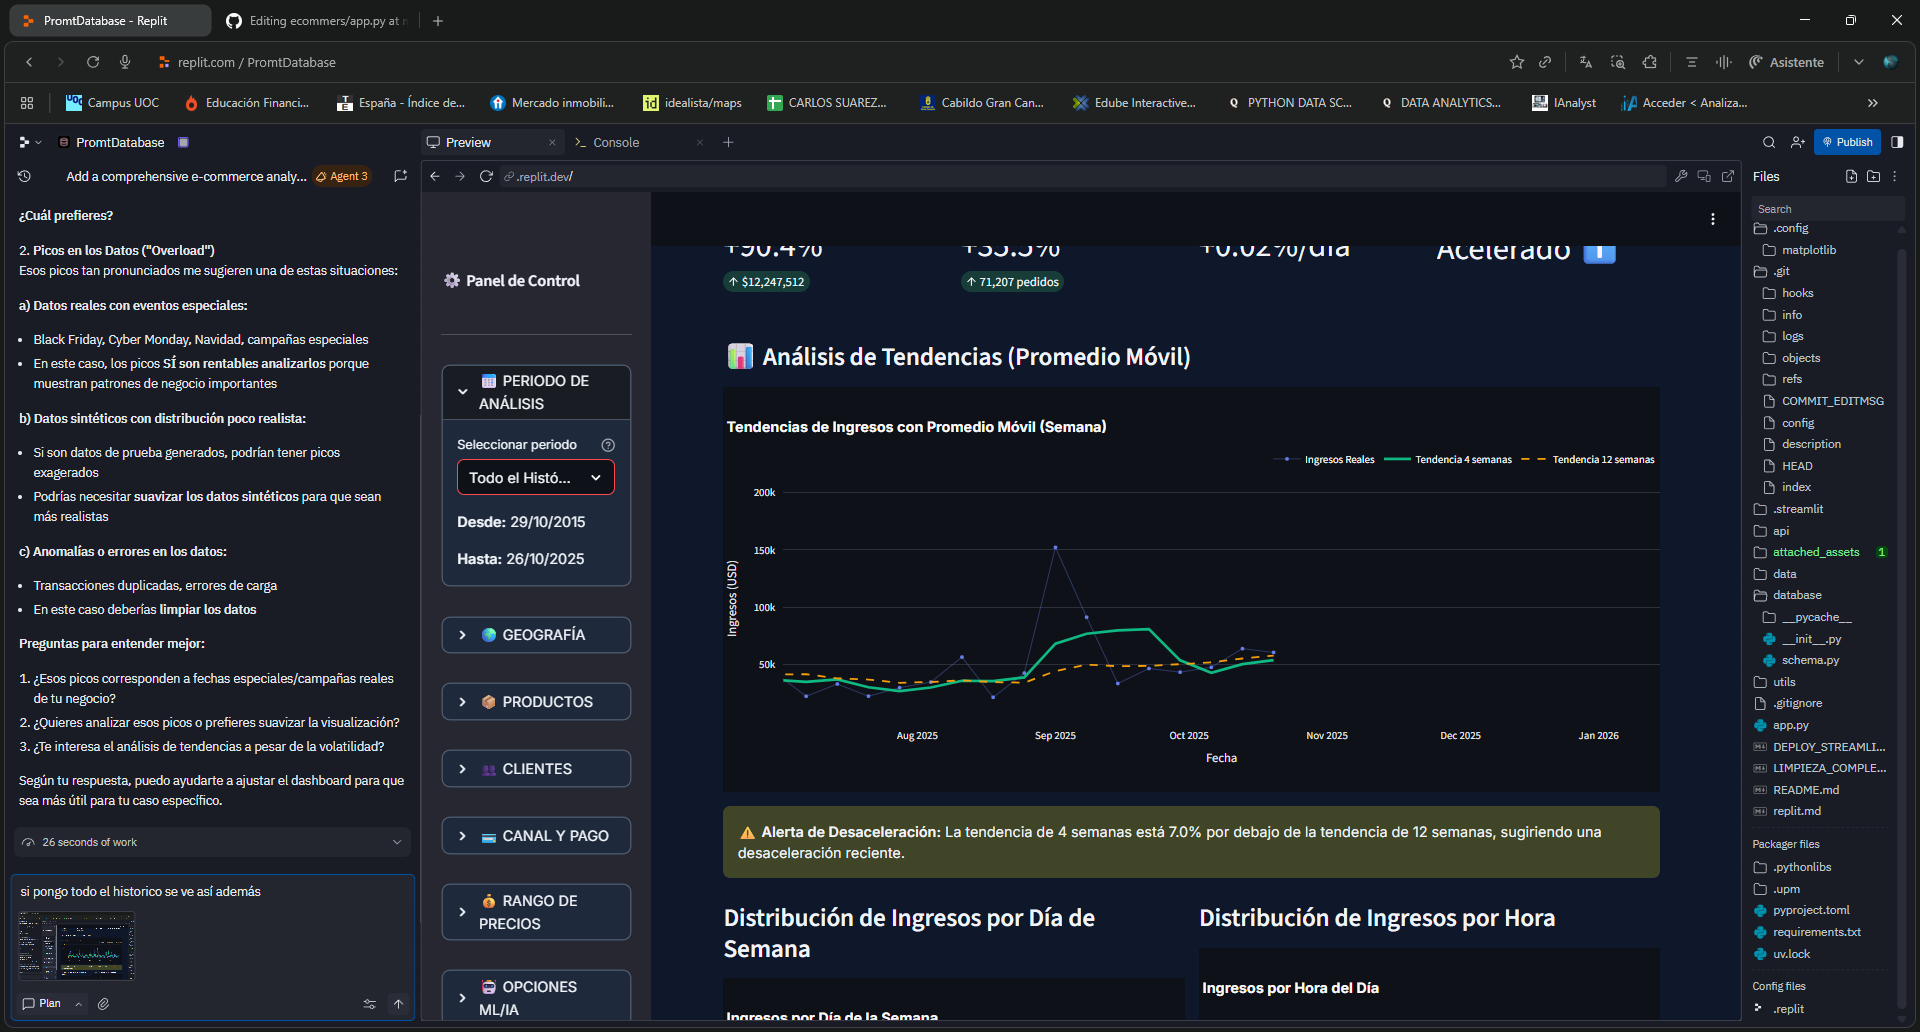 PromtDatabase - Replit
Editing ecommers/app.py at
replit.com / PromtDatabase
Asistente
Campus UOC
Educación Financi...
España - Índice de...
Mercado inmobili...
idealista/maps
CARLOS SUAREZ...
Cabildo Gran Can...
Edube Interactive...
PYTHON DATA SC...
DATA ANALYTICS...
IAnalyst
Acceder < Analiza...
PromtDatabase
Preview
Console
Publish
Add a comprehensive e-commerce analy...
Agent 3
.replit.dev/
Files
Search
¿Cuál prefieres?
2. Picos en los Datos ("Overload")
Esos picos tan pronunciados me sugieren una de estas situaciones:
a) Datos reales con eventos especiales:
• Black Friday, Cyber Monday, Navidad, campañas especiales
• En este caso, los picos SÍ son rentables analizarlos porque
muestran patrones de negocio importantes
b) Datos sintéticos con distribución poco realista:
• Si son datos de prueba generados, podrían tener picos
exagerados
• Podrías necesitar suavizar los datos sintéticos para que sean
más realistas
c) Anomalías o errores en los datos:
• Transacciones duplicadas, errores de carga
• En este caso deberías limpiar los datos
Preguntas para entender mejor:
1. ¿Esos picos corresponden a fechas especiales/campañas reales
de tu negocio?
2. ¿Quieres analizar esos picos o prefieres suavizar la visualización?
3. ¿Te interesa el análisis de tendencias a pesar de la volatilidad?
Según tu respuesta, puedo ayudarte a ajustar el dashboard para que
sea más útil para tu caso específico.
26 seconds of work
si pongo todo el historico se ve así además
Plan
Panel de Control
PERIODO DE
ANÁLISIS
Seleccionar periodo
Todo el Histó...
Desde: 29/10/2015
Hasta: 26/10/2025
GEOGRAFÍA
PRODUCTOS
CLIENTES
CANAL Y PAGO
RANGO DE
PRECIOS
OPCIONES
ML/IA
+90.4%
+35.5%
+0.02%/día
Acelerado
↑ $12,247,512
↑ 71,207 pedidos
Análisis de Tendencias (Promedio Móvil)
Tendencias de Ingresos con Promedio Móvil (Semana)
Ingresos Reales
Tendencia 4 semanas
Tendencia 12 semanas
200k
150k
100k
50k
Ingresos (USD)
Aug 2025
Sep 2025
Oct 2025
Nov 2025
Dec 2025
Jan 2026
Fecha
Alerta de Desaceleración: La tendencia de 4 semanas está 7.0% por debajo de la tendencia de 12 semanas, sugiriendo una
desaceleración reciente.
Distribución de Ingresos por Día de
Semana
Distribución de Ingresos por Hora
Ingresos por Día de la Semana
Ingresos por Hora del Día
.config
matplotlib
.git
hooks
info
logs
objects
refs
COMMIT_EDITMSG
config
description
HEAD
index
.streamlit
api
attached_assets 1
data
database
__pycache__
__init__.py
schema.py
utils
.gitignore
app.py
DEPLOY_STREAMLI...
LIMPIEZA_COMPLE...
README.md
replit.md
Packager files
.pythonlibs
.upm
pyproject.toml
requirements.txt
uv.lock
Config files
.replit